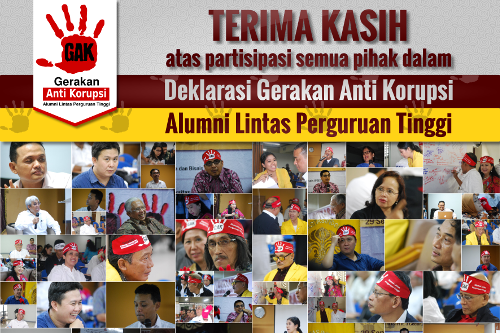 GAK
Gerakan
Anti Korupsi
Alumni Lintas Perguruan Tinggi
TERIMA KASIH
atas partisipasi semua pihak dalam
Deklarasi Gerakan Anti Korupsi
Alumni Lintas Perguruan Tinggi